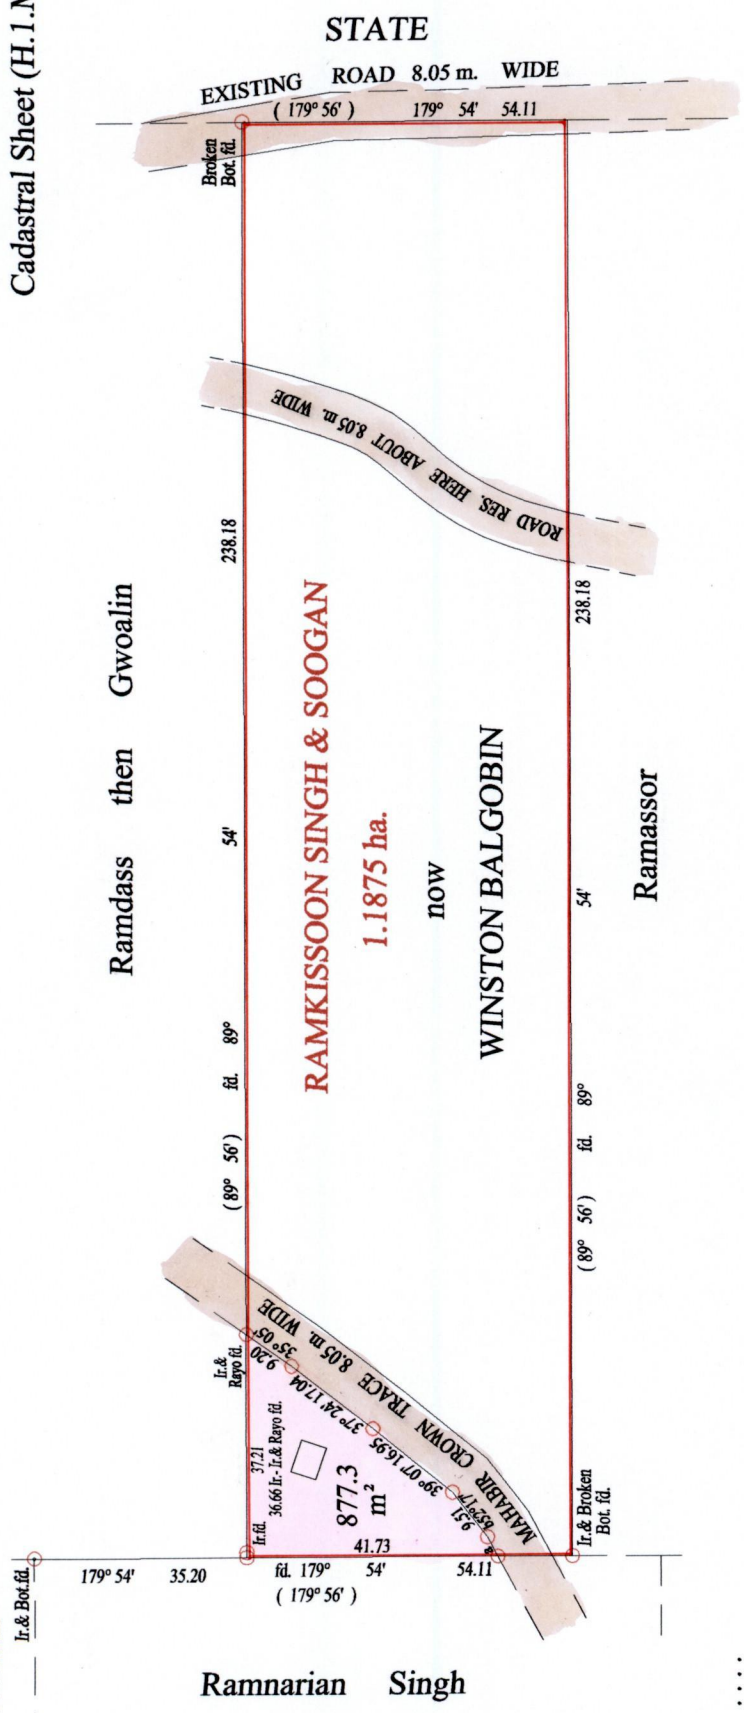 Cadastral Sheet (H.1.
STATE
EXISTING ROAD 8.05 m. WIDE
( 179° 56' ) 179° 54' 54.11
Broken
Bot. fd.
ROAD RES. HERE ABOUT 8.05 m. WIDE
238.18
54'
fd. 89°
( 89° 56' )
Ramdass then Gwoalin
RAMKISSOON SINGH & SOOGAN
1.1875 ha.
now
WINSTON BALGOBIN
238.18
54'
fd. 89°
( 89° 56' )
Ramassor
MAHABIR CROWN TRACE 8.05 m. WIDE
Ir.&
Rayo fd.
9.20 35° 05'
37° 24' 17.04
39° 07' 16.95
9.51
37.21
36.66 Ir.- Ir.& Rayo fd.
877.3
m²
Ir.fd.
41.73
Ir.& Broken
Bot. fd.
Ir.& Bot.fd.
179° 54' 35.20
fd. 179° 54' 54.11
( 179° 56' )
Ramnarian Singh
....